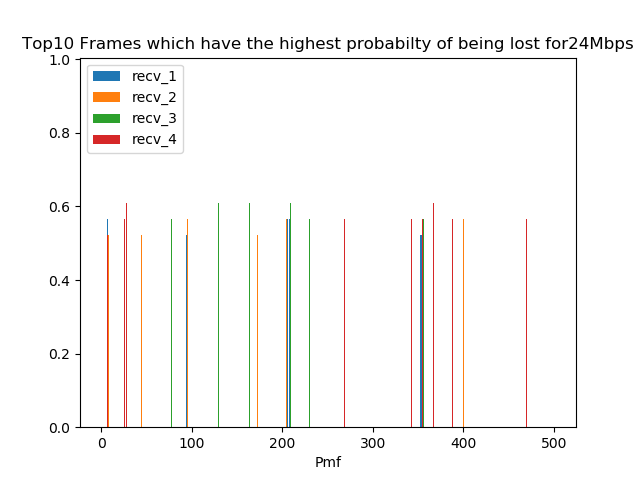 Top10 Frames which have the highest probabilty of being lost for24Mbps
1.0
0.8
0.6
0.4
0.2
0.0
recv_1
recv_2
recv_3
recv_4
0 100 200 300 400 500
Pmf